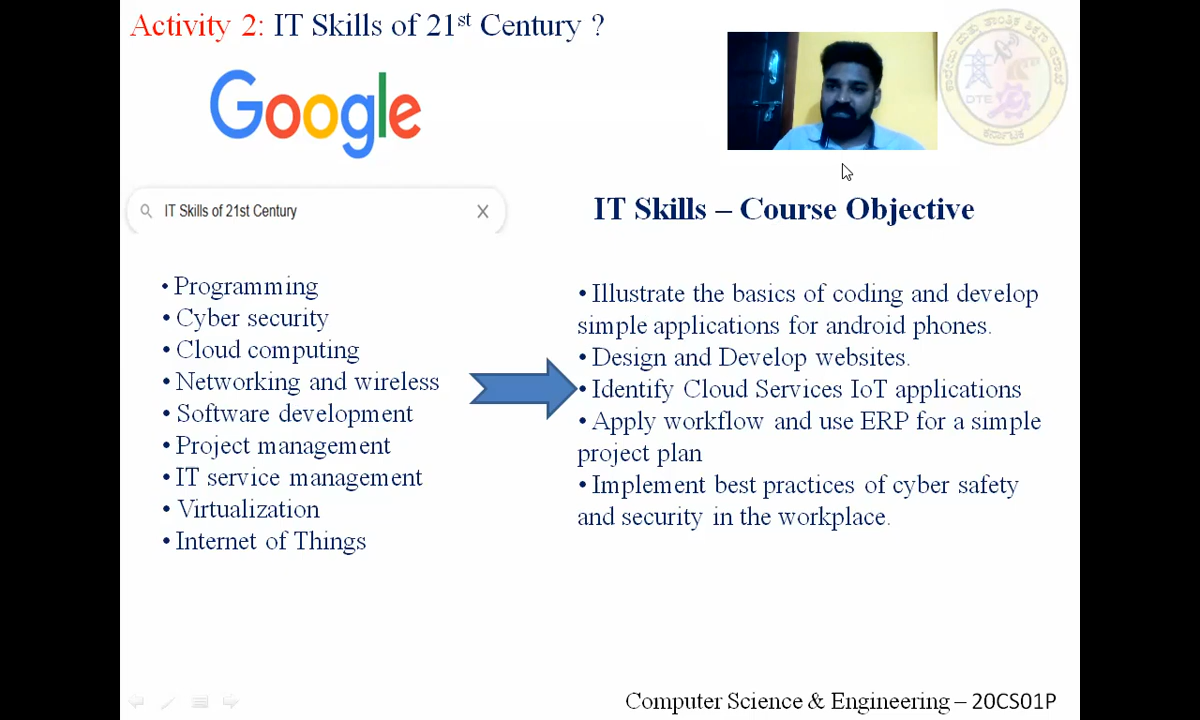 Activity 2: IT Skills of 21st Century ?
Google
IT Skills of 21st Century
IT Skills – Course Objective
• Programming
• Cyber security
• Cloud computing
• Networking and wireless
• Software development
• Project management
• IT service management
• Virtualization
• Internet of Things
• Illustrate the basics of coding and develop
simple applications for android phones.
• Design and Develop websites.
• Identify Cloud Services IoT applications
• Apply workflow and use ERP for a simple
project plan
• Implement best practices of cyber safety
and security in the workplace.
DTE
ಕರ್ನಾಟಕ
Computer Science & Engineering – 20CS01P